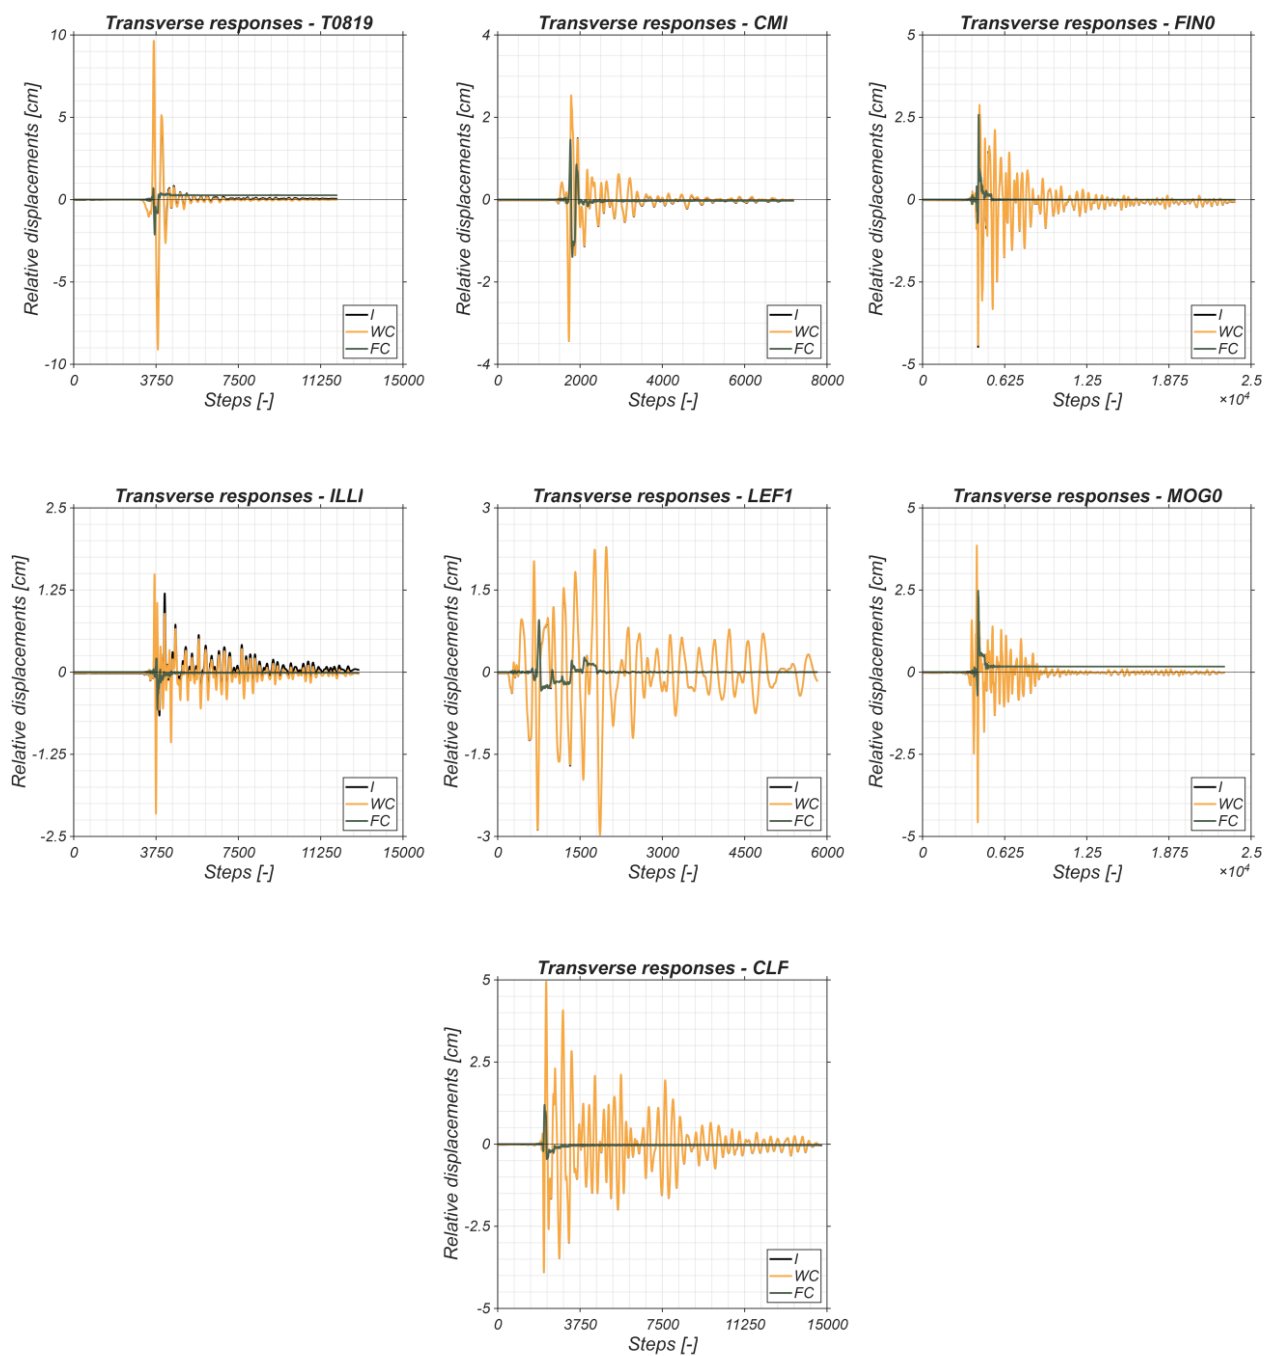 Transverse responses - T0819
10
5
0
-5
-10
Relative displacements [cm]
0 3750 7500 11250 15000
Steps [-]
I
WC
FC
Transverse responses - CMI
4
2
0
-2
-4
Relative displacements [cm]
0 2000 4000 6000 8000
Steps [-]
I
WC
FC
Transverse responses - FIN0
5
2.5
0
-2.5
-5
Relative displacements [cm]
0 0.625 1.25 1.875 2.5
×10⁴
Steps [-]
I
WC
FC
Transverse responses - ILLI
2.5
1.25
0
-1.25
-2.5
Relative displacements [cm]
0 3750 7500 11250 15000
Steps [-]
I
WC
FC
Transverse responses - LEF1
3
1.5
0
-1.5
-3
Relative displacements [cm]
0 1500 3000 4500 6000
Steps [-]
I
WC
FC
Transverse responses - MOG0
5
2.5
0
-2.5
-5
Relative displacements [cm]
0 0.625 1.25 1.875 2.5
×10⁴
Steps [-]
I
WC
FC
Transverse responses - CLF
5
2.5
0
-2.5
-5
Relative displacements [cm]
0 3750 7500 11250 15000
Steps [-]
I
WC
FC